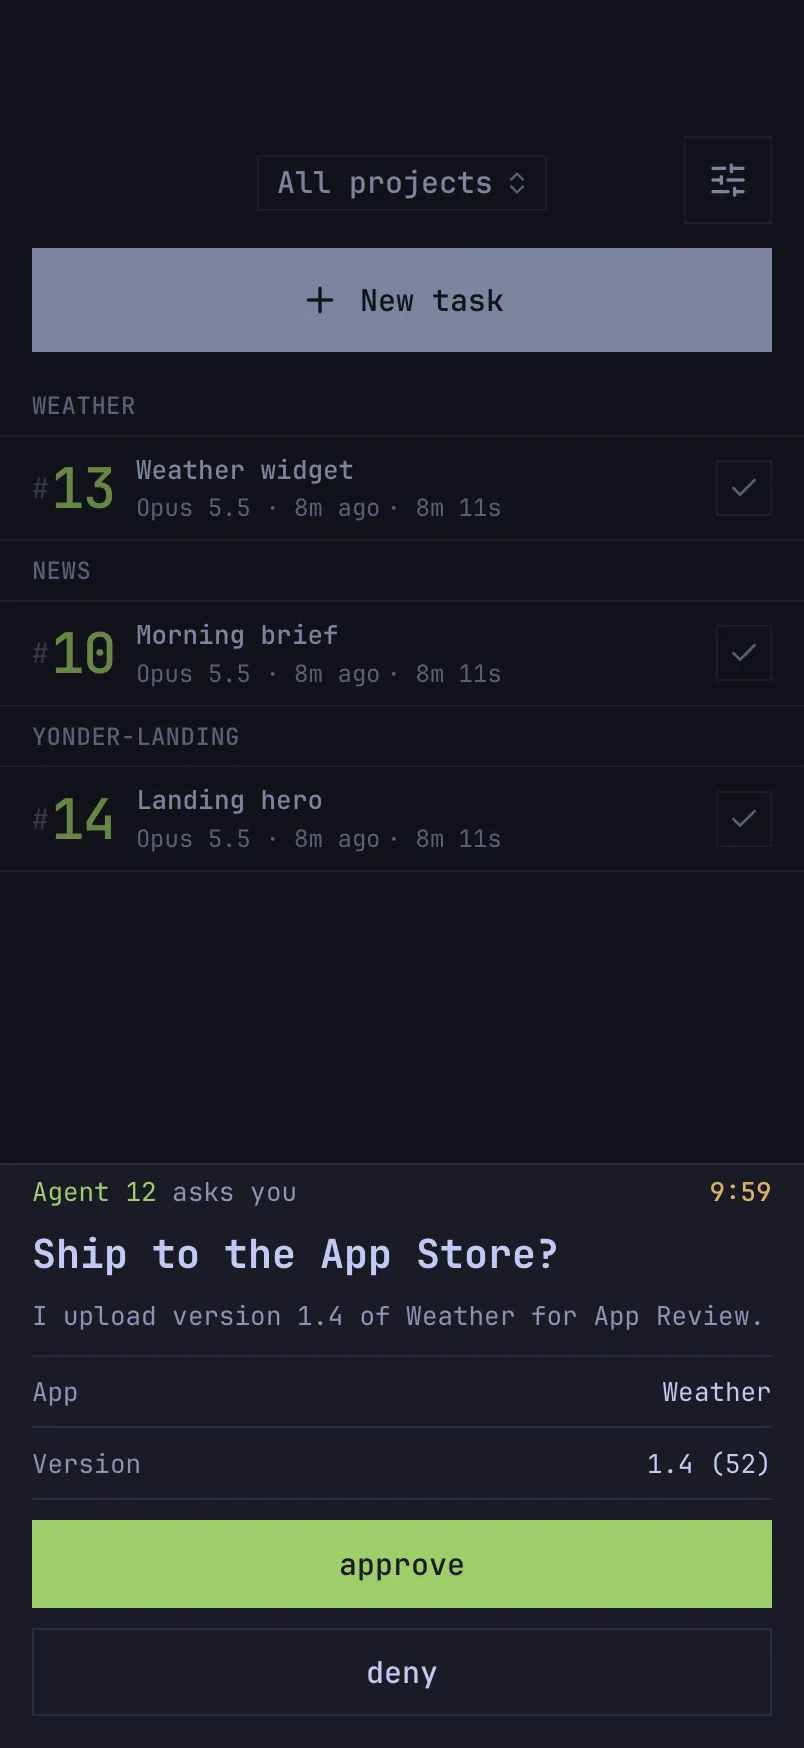 All projects
+ New task
WEATHER
#13 Weather widget
Opus 5.5 · 8m ago · 8m 11s
NEWS
#10 Morning brief
Opus 5.5 · 8m ago · 8m 11s
YONDER-LANDING
#14 Landing hero
Opus 5.5 · 8m ago · 8m 11s
Agent 12 asks you 9:59
Ship to the App Store?
I upload version 1.4 of Weather for App Review.
App Weather
Version 1.4 (52)
approve
deny